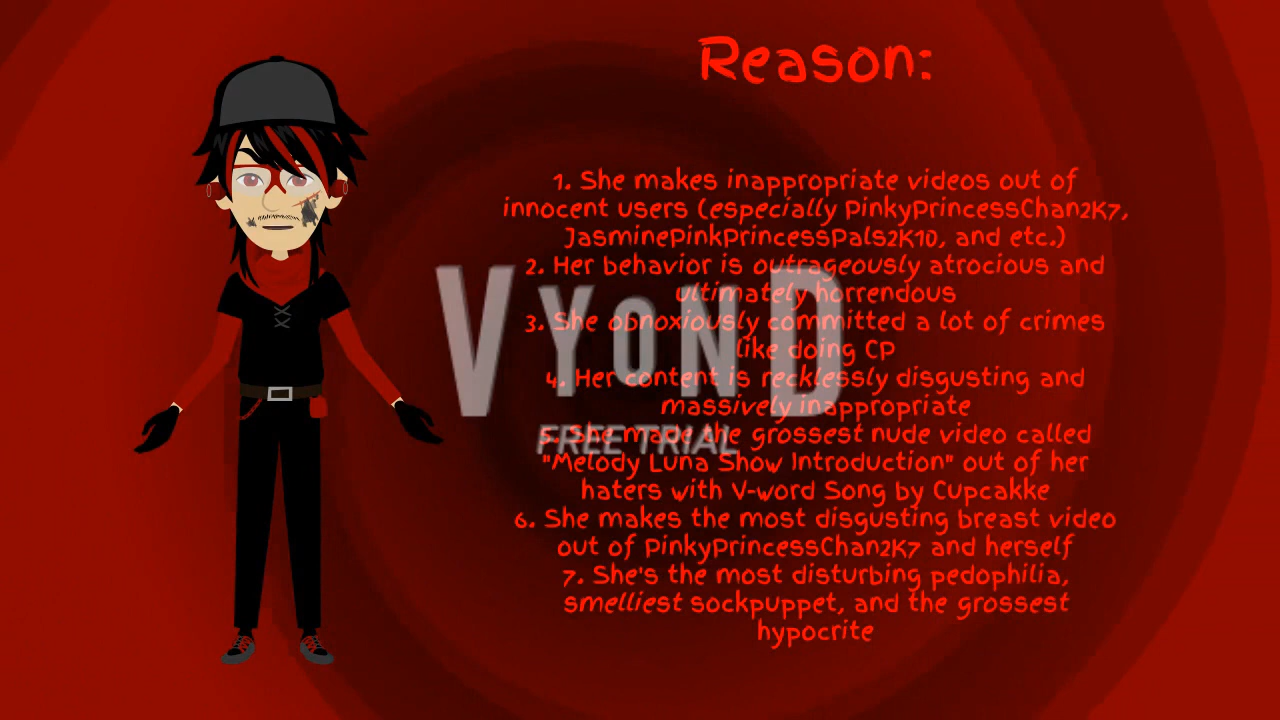 Reason:
1. She makes inappropriate videos out of
innocent users (especially PinkyPrincessChan2K7,
JasminePinkPrincessPals2K10, and etc.)
2. Her behavior is outrageously atrocious and
ultimately horrendous
3. She obnoxiously committed a lot of crimes
like doing CP
4. Her content is recklessly disgusting and
massively inappropriate
5. She made the grossest nude video called
"Melody Luna Show Introduction" out of her
haters with V-word Song by Cupcakke
6. She makes the most disgusting breast video
out of PinkyPrincessChan2K7 and herself
7. She's the most disturbing pedophilia,
smelliest sockpuppet, and the grossest
hypocrite
VYOND
FREE TRIAL